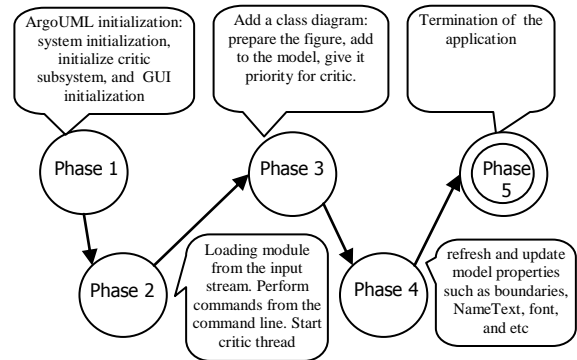 ArgoUML initialization:
system initialization,
initialize critic
subsystem, and GUI
initialization
Add a class diagram:
prepare the figure, add
to the model, give it
priority for critic.
Termination of the
application
Phase 1
Phase 3
Phase
5
Phase 2
Loading module
from the input
stream. Perform
commands from the
command line. Start
critic thread
Phase 4
refresh and update
model properties
such as boundaries,
NameText, font,
and etc